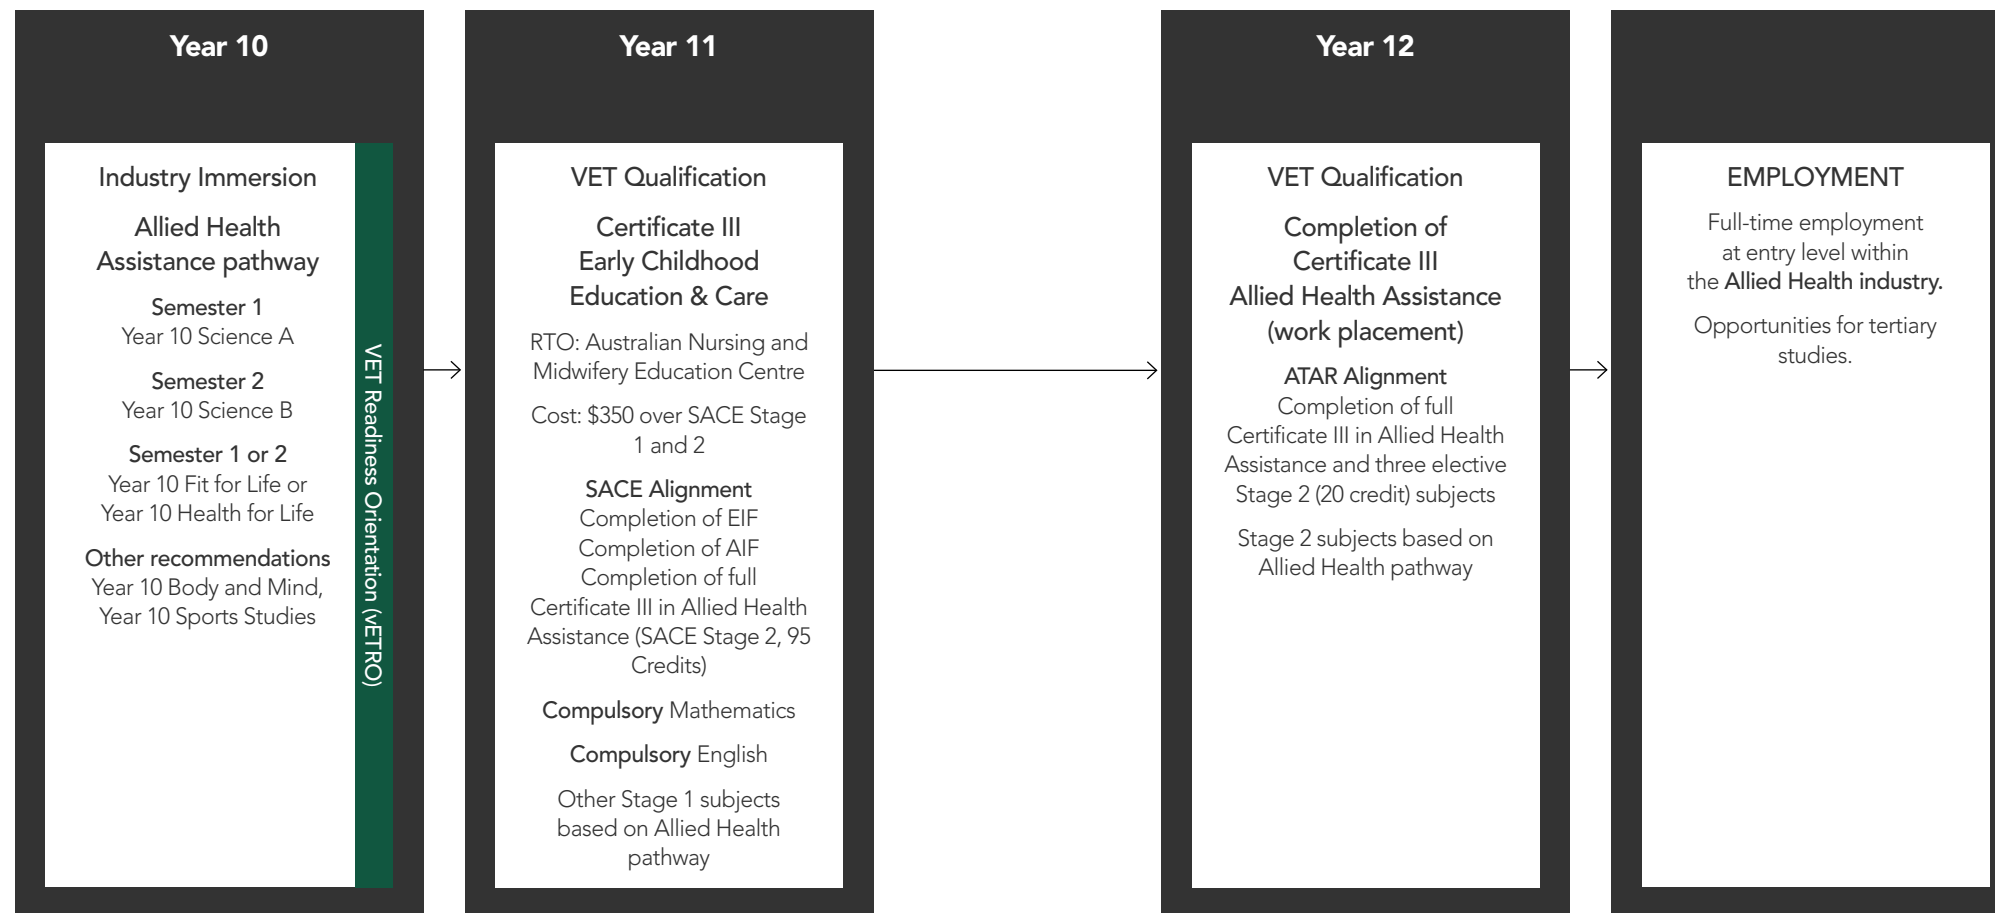 Year 10
Industry Immersion
Allied Health
Assistance pathway
Semester 1
Year 10 Science A
Semester 2
Year 10 Science B
Semester 1 or 2
Year 10 Fit for Life or
Year 10 Health for Life
Other recommendations
Year 10 Body and Mind,
Year 10 Sports Studies
VET Readiness Orientation (vETRO)
Year 11
VET Qualification
Certificate III
Early Childhood
Education & Care
RTO: Australian Nursing and
Midwifery Education Centre
Cost: $350 over SACE Stage
1 and 2
SACE Alignment
Completion of EIF
Completion of AIF
Completion of full
Certificate III in Allied Health
Assistance (SACE Stage 2, 95
Credits)
Compulsory Mathematics
Compulsory English
Other Stage 1 subjects
based on Allied Health
pathway
Year 12
VET Qualification
Completion of
Certificate III
Allied Health Assistance
(work placement)
ATAR Alignment
Completion of full
Certificate III in Allied Health
Assistance and three elective
Stage 2 (20 credit) subjects
Stage 2 subjects based on
Allied Health pathway
EMPLOYMENT
Full-time employment
at entry level within
the Allied Health industry.
Opportunities for tertiary
studies.